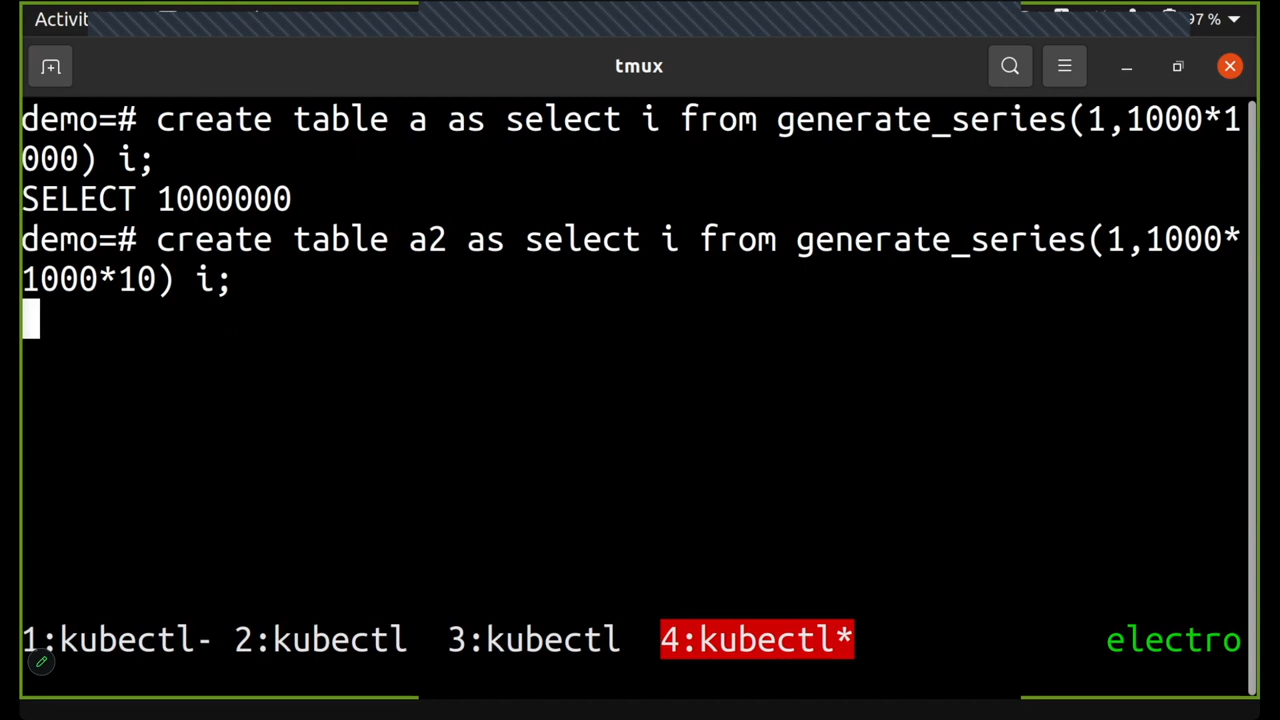 97 %
tmux
demo=# create table a as select i from generate_series(1,1000*1
000) i;
SELECT 1000000
demo=# create table a2 as select i from generate_series(1,1000*
1000*10) i;
1:kubectl- 2:kubectl 3:kubectl 4:kubectl* electro